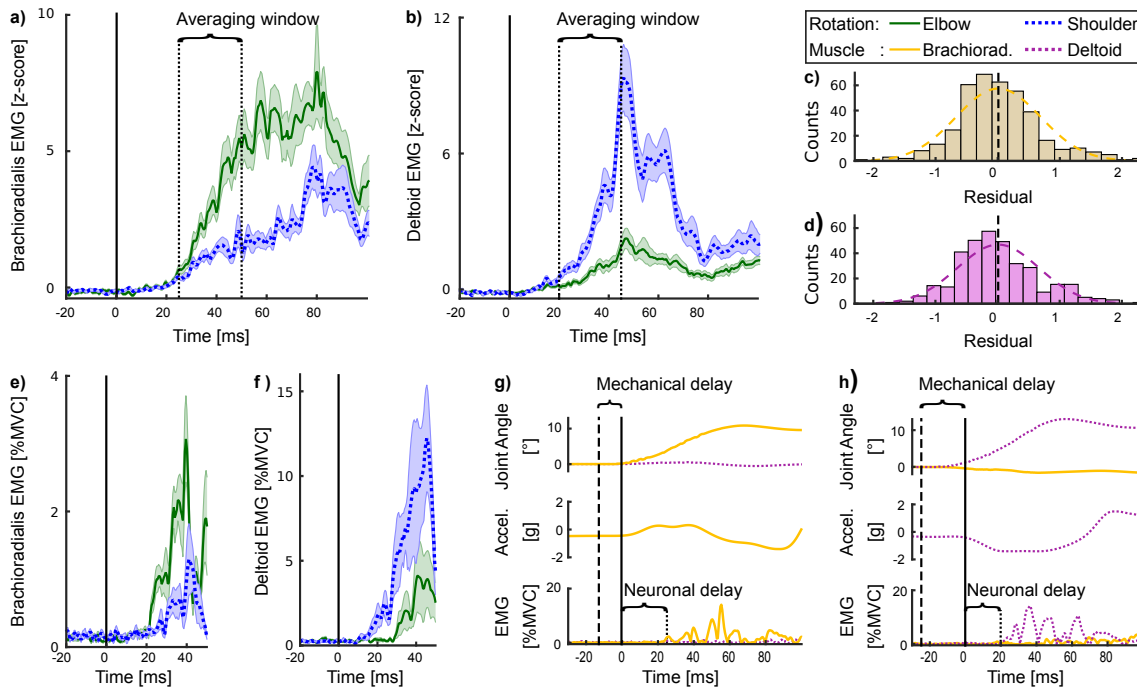 a)
Averaging window
Brachioradialis EMG [z-score]
10
5
0
-20 0 20 40 60 80
Time [ms]
b)
Averaging window
Deltoid EMG [z-score]
12
6
0
-20 0 20 40 60 80
Time [ms]
Rotation: Elbow Shoulder
Muscle : Brachiorad. Deltoid
c)
Counts
60
40
20
0
-2 -1 0 1 2
Residual
d)
Counts
60
40
20
0
-2 -1 0 1 2
Residual
e)
Brachioradialis EMG [%MVC]
4
2
0
-20 0 20 40
Time [ms]
f)
Deltoid EMG [%MVC]
15
10
5
0
-20 0 20 40
Time [ms]
g)
Mechanical delay
Joint Angle
[°]
10
0
Accel.
[g]
2
0
-2
Neuronal delay
EMG
[%MVC]
20
0
-20 0 20 40 60 80
Time [ms]
h)
Mechanical delay
Joint Angle
[°]
10
0
Accel.
[g]
2
0
-2
Neuronal delay
EMG
[%MVC]
20
0
-20 0 20 40 60 80
Time [ms]